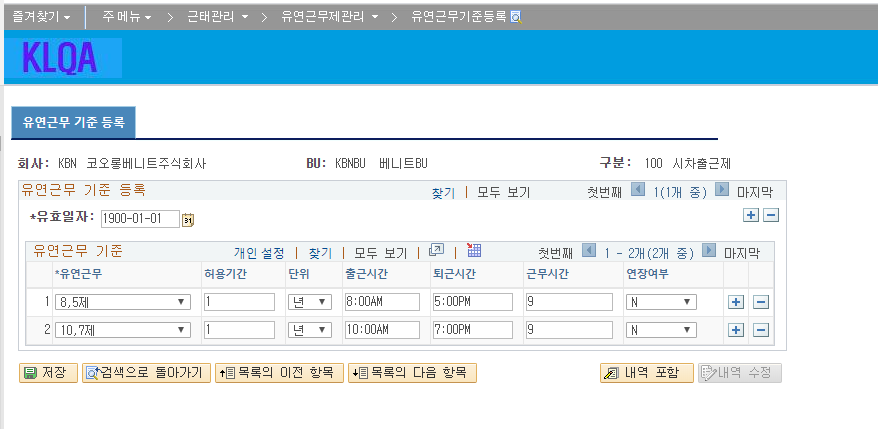 즐겨찾기 주 메뉴 > 근태관리 > 유연근무제관리 > 유연근무기준등록
KLQA
유연근무 기준 등록
회사: KBN 코오롱베니트주식회사 BU: KBNBU 베니트BU 구분: 100 시차출근제
유연근무 기준 등록 찾기 | 모두 보기 첫번째 1(1개 중) 마지막
*유효일자: 1900-01-01 31
유연근무 기준 개인 설정 | 찾기 | 모두 보기 | | 첫번째 1 - 2개(2개 중) 마지막
*유연근무 허용기간 단위 출근시간 퇴근시간 근무시간 연장여부
1 8,5제 1 년 8:00AM 5:00PM 9 N
2 10,7제 1 년 10:00AM 7:00PM 9 N
저장 검색으로 돌아가기 목록의 이전 항목 목록의 다음 항목 내역 포함 내역 수정